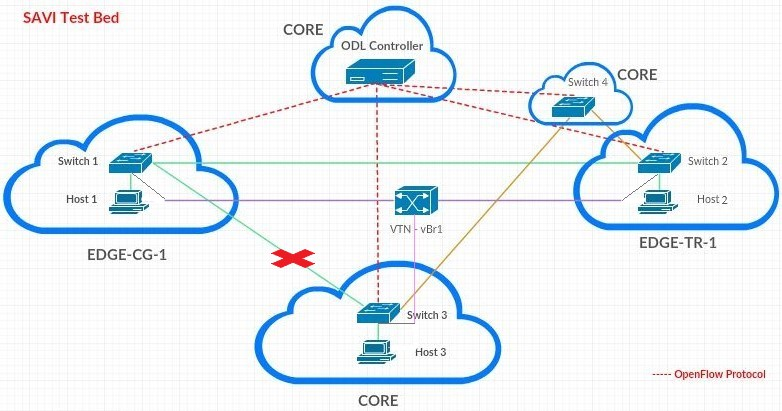 SAVI Test Bed
CORE
ODL Controller
Switch 4
CORE
Switch 1
Switch 2
Host 1
Host 2
VTN - vBr1
EDGE-CG-1
EDGE-TR-1
Switch 3
Host 3
----- OpenFlow Protocol
CORE